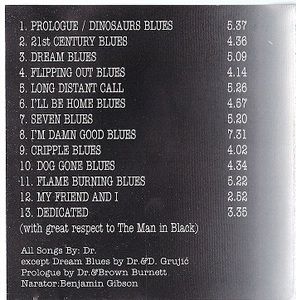 1. PROLOGUE / DINOSAURS BLUES 5.37
2. 21st CENTURY BLUES 4.36
3. DREAM BLUES 5.09
4. FLIPPING OUT BLUES 4.14
5. LONG DISTANT CALL 5.26
6. I'LL BE HOME BLUES 4.57
7. SEVEN BLUES 5.20
8. I'M DAMN GOOD BLUES 7.31
9. CRIPPLE BLUES 4.02
10. DOG GONE BLUES 4.34
11. FLAME BURNING BLUES 5.22
12. MY FRIEND AND I 2.52
13. DEDICATED 3.35
(with great respect to The Man in Black)
All Songs By: Dr.
except Dream Blues by Dr.&D. Grujić
Prologue by Dr.&Brown Burnett
Narator:Benjamin Gibson